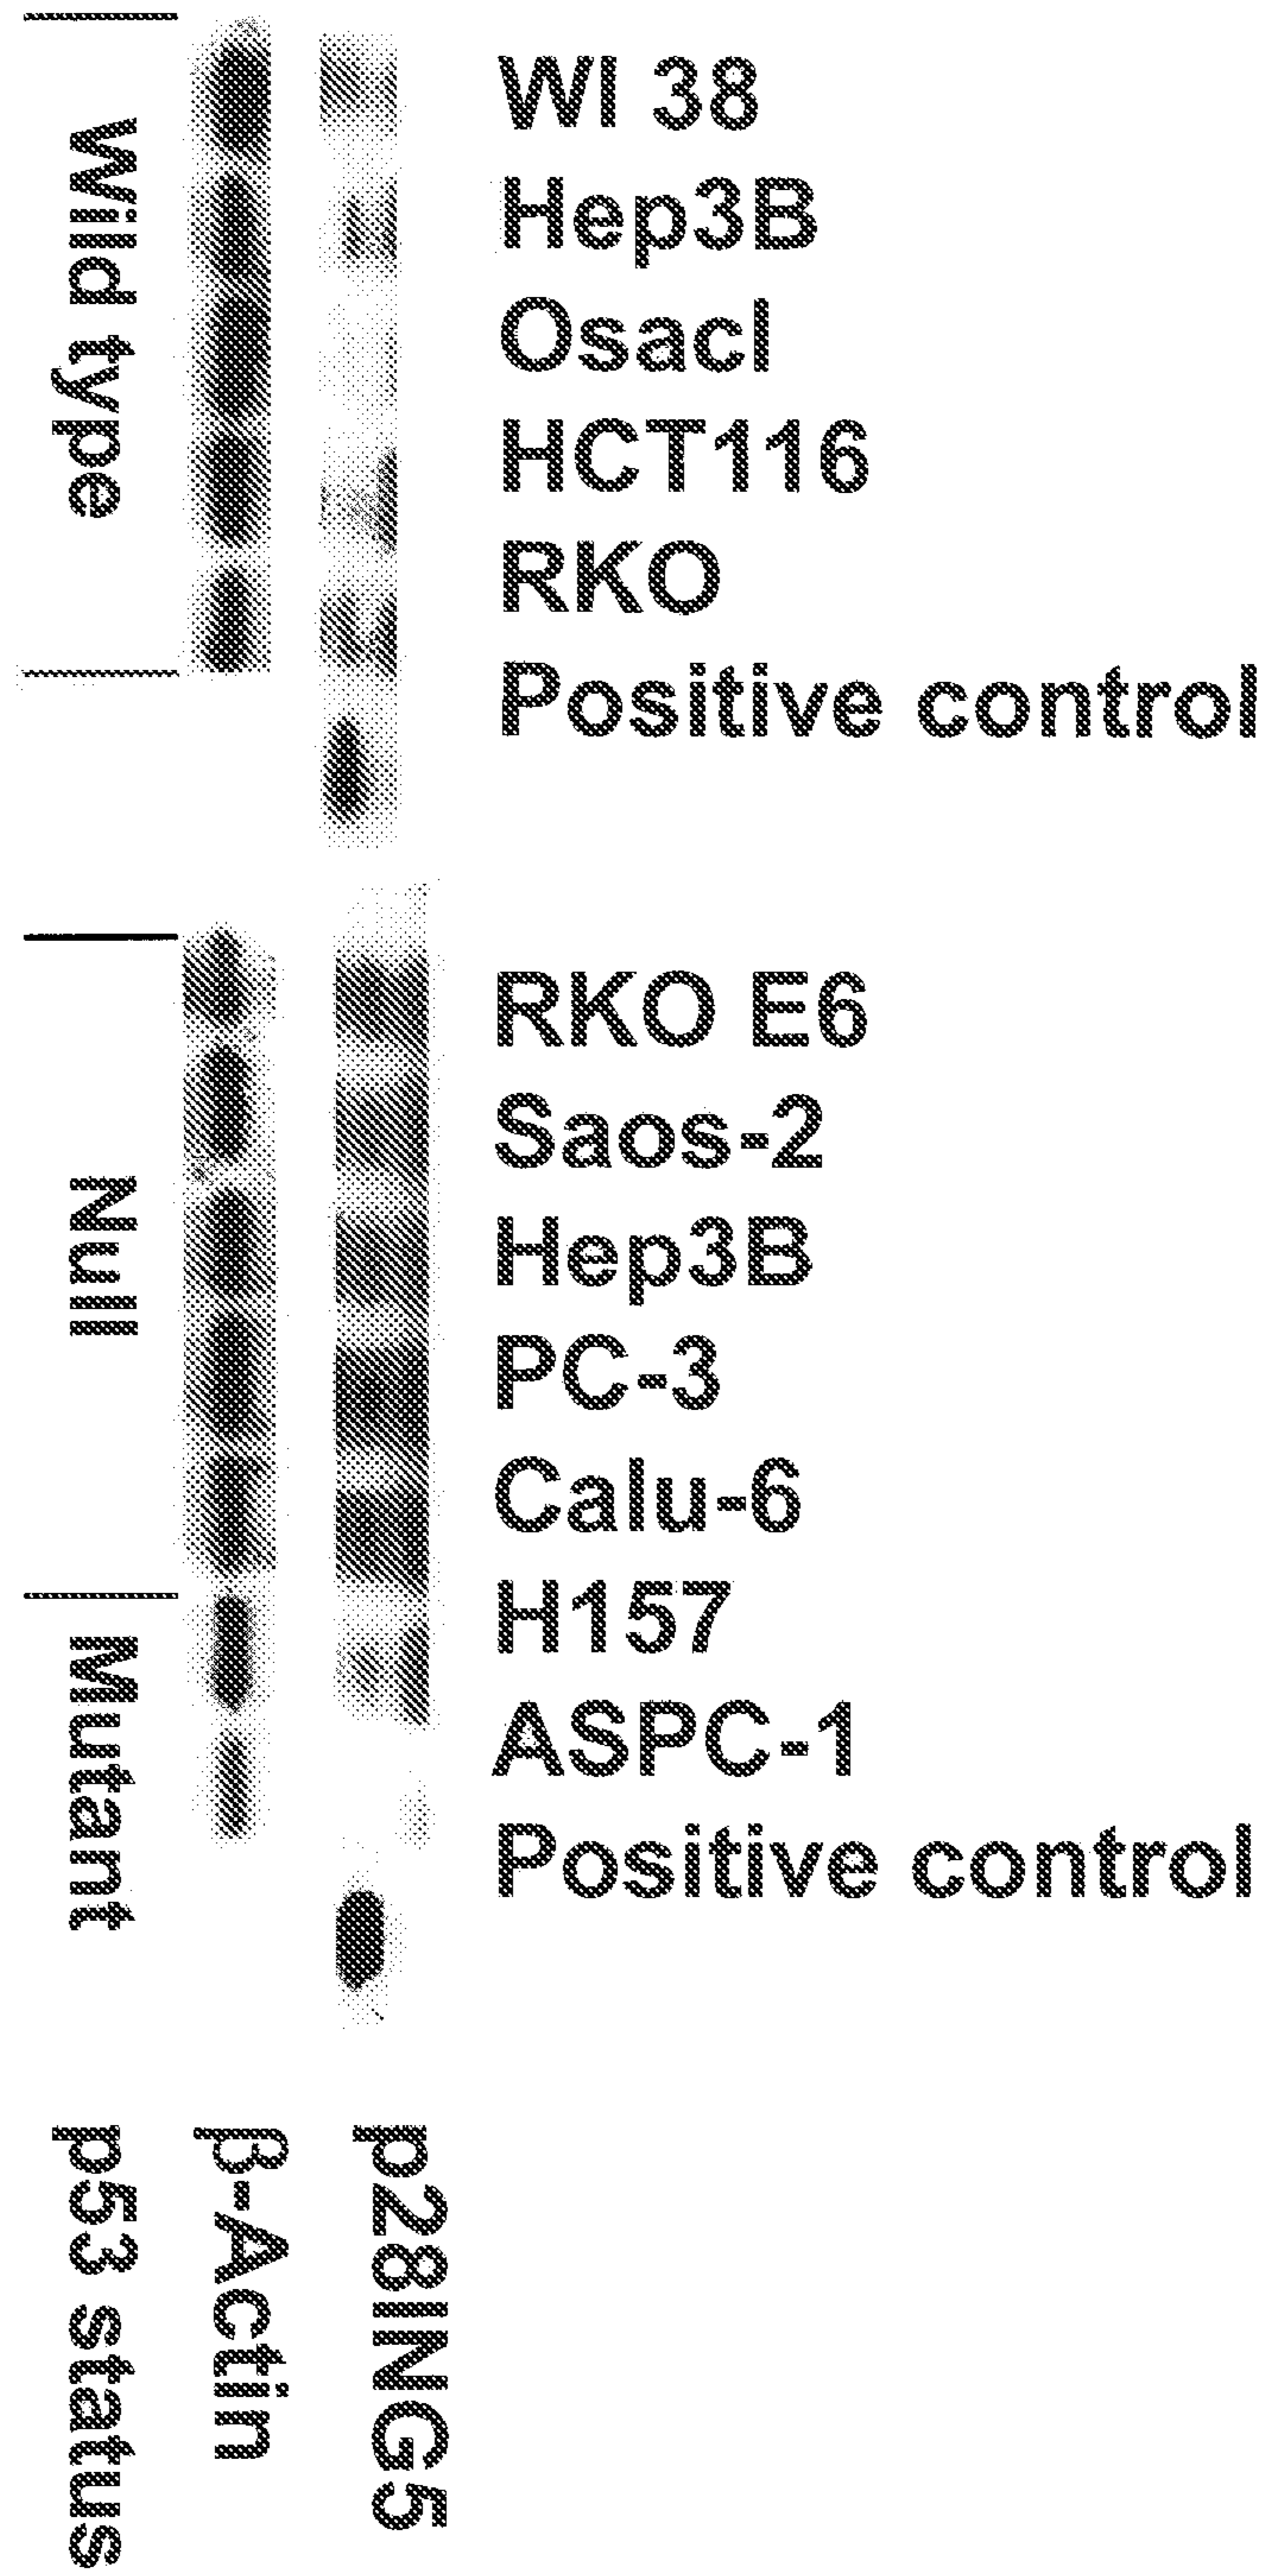 WI 38
Hep3B
OsacI
HCT116
RKO
Positive control
Wild type
RKO E6
Saos-2
Hep3B
PC-3
Calu-6
H157
ASPC-1
Positive control
Null
Mutant
p28ING5
β-Actin
p53 status